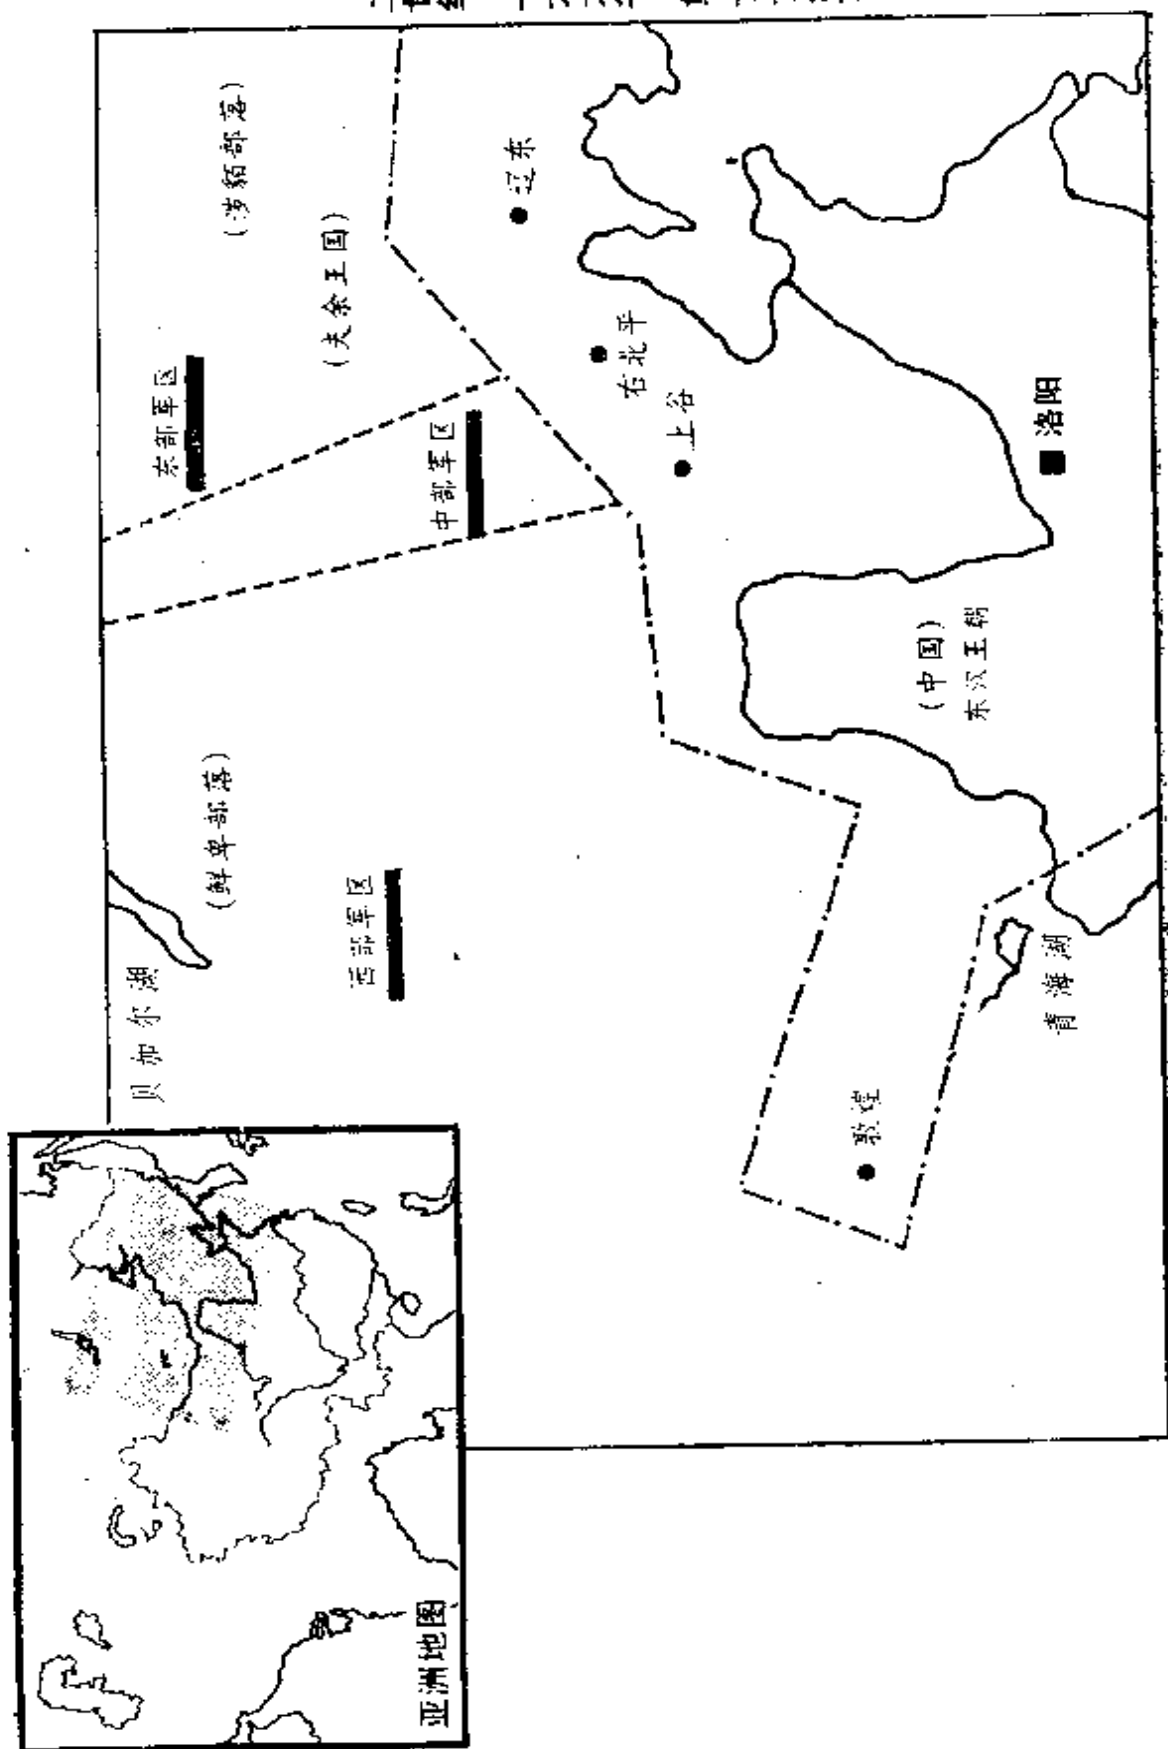 (涉貊部落)
(夫余王国)
辽东
东部军区
中部军区
右北平
上谷
洛阳
(中国)
东汉王朝
(鲜卑部落)
西部军区
贝加尔湖
青海湖
敦煌
亚洲地图